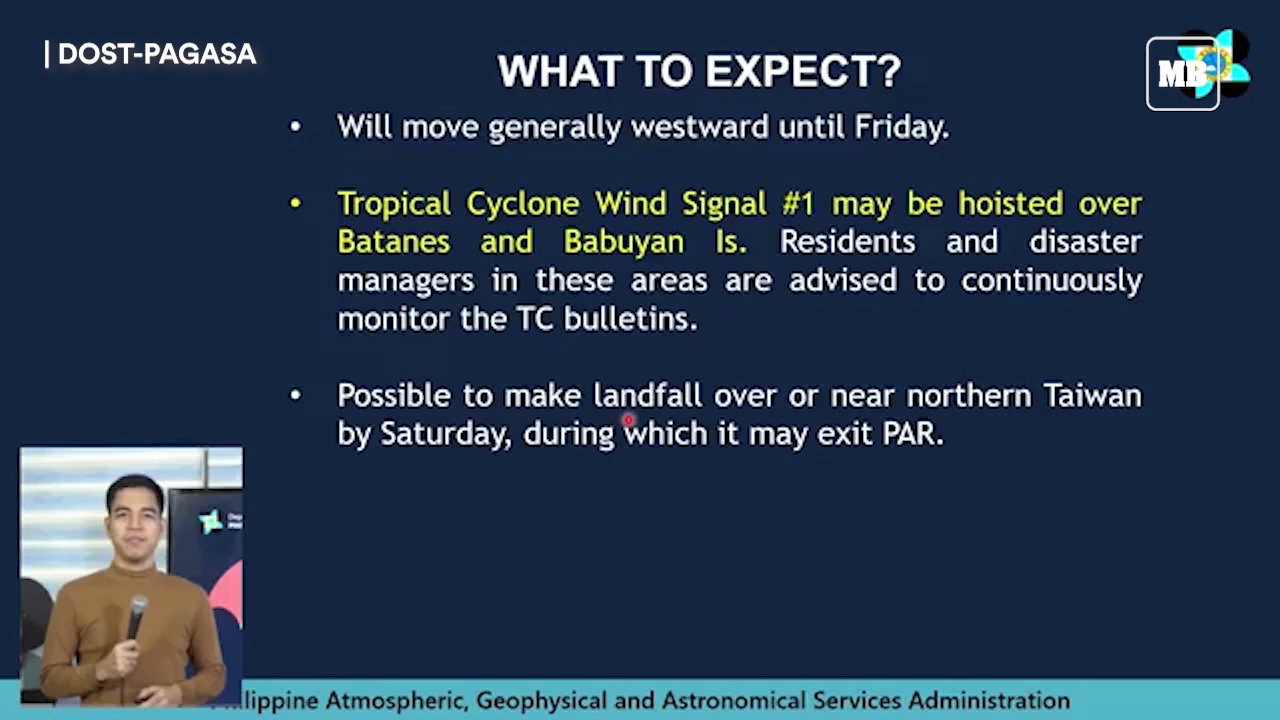 | DOST-PAGASA
MB
WHAT TO EXPECT?
• Will move generally westward until Friday.
• Tropical Cyclone Wind Signal #1 may be hoisted over
Batanes and Babuyan Is. Residents and disaster
managers in these areas are advised to continuously
monitor the TC bulletins.
• Possible to make landfall over or near northern Taiwan
by Saturday, during which it may exit PAR.
Atmospheric, Geophysical and Astronomical Services Administration